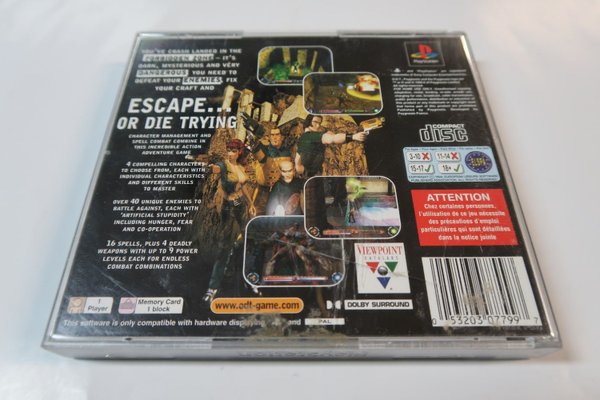 YOU'VE CRASH LANDED IN THE
FORBIDDEN ZONE - IT'S
DARK, MYSTERIOUS AND VERY
DANGEROUS. YOU NEED TO
DEFEAT YOUR ENEMIES, FIX
YOUR CRAFT AND
ESCAPE...
OR DIE TRYING
CHARACTER MANAGEMENT AND
SPELL COMBAT COMBINE IN
THIS INCREDIBLE ACTION
ADVENTURE GAME
4 COMPELLING CHARACTERS
TO CHOOSE FROM, EACH WITH
INDIVIDUAL CHARACTERISTICS
AND DIFFERENT SKILLS
TO MASTER
OVER 40 UNIQUE ENEMIES TO
BATTLE AGAINST, EACH WITH
'ARTIFICIAL STUPIDITY'
INCLUDING HUNGER, FEAR
AND CO-OPERATION
16 SPELLS, PLUS 4 DEADLY
WEAPONS WITH UP TO 9 POWER
LEVELS EACH FOR ENDLESS
COMBAT COMBINATIONS
1
Player
Memory Card
1 block
www.odt-game.com
This software is only compatible with hardware displaying and
PAL
DOLBY SURROUND
VIEWPOINT
DATALABS
PlayStation
COMPACT
disc
3-10
11-14
15-17
18+
ELSPA
ATTENTION
Chez certaines personnes,
l'utilisation de ce jeu nécessite
des précautions d'emploi
particulières qui sont détaillées
dans la notice jointe
0 53203 07799 7